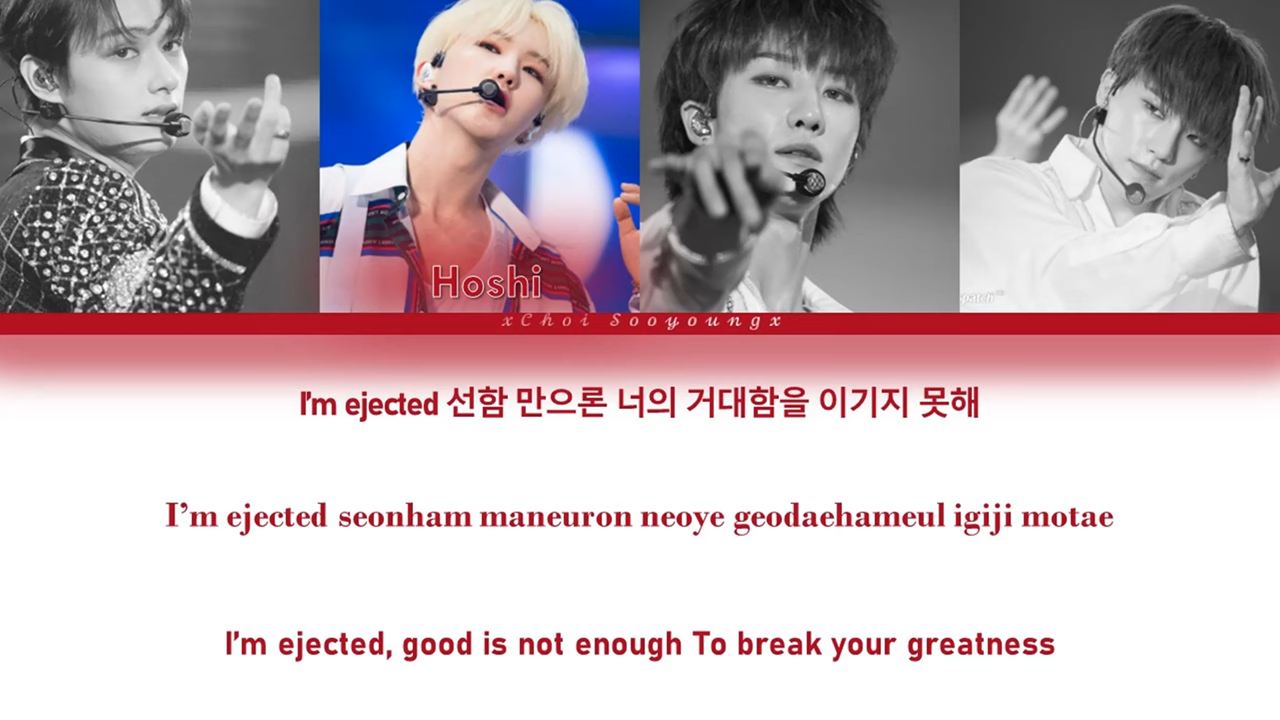 Hoshi
xChoi Sooyoungx
I'm ejected 선함 만으론 너의 거대함을 이기지 못해
I'm ejected seonham maneuron neoye geodaehameul igiji motae
I'm ejected, good is not enough To break your greatness